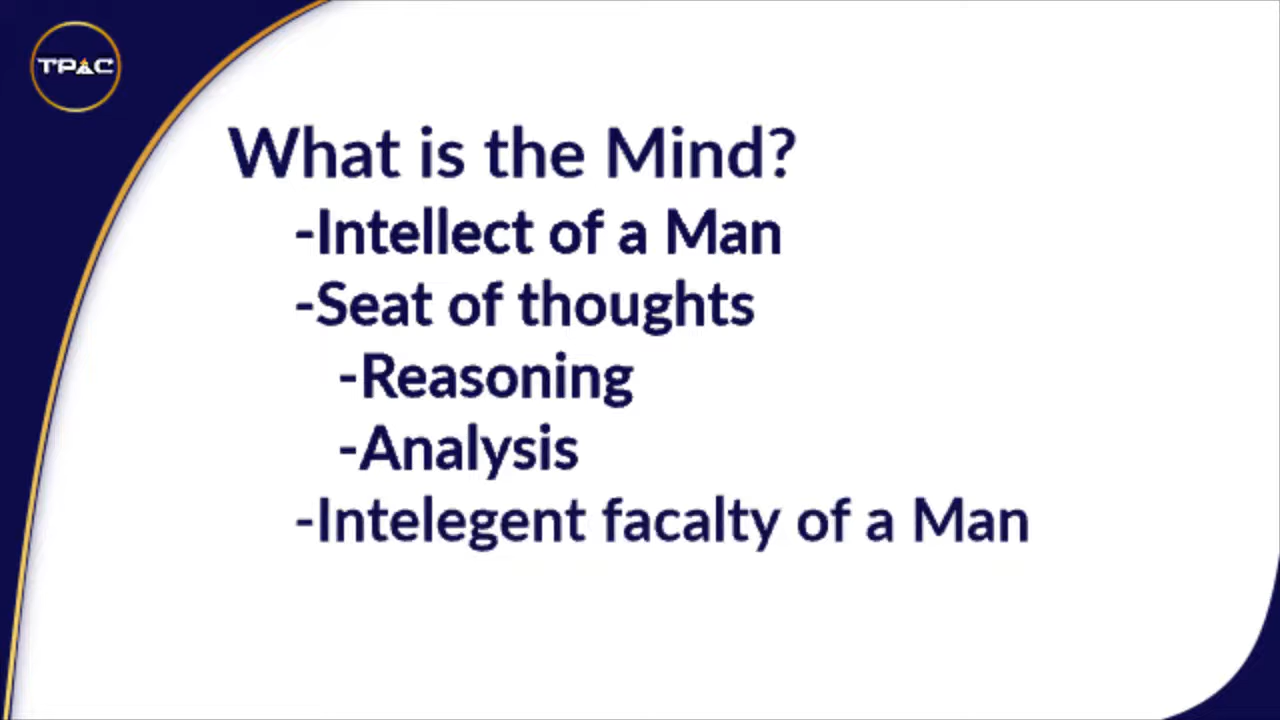 TPAC
What is the Mind?
-Intellect of a Man
-Seat of thoughts
-Reasoning
-Analysis
-Intelegent facalty of a Man